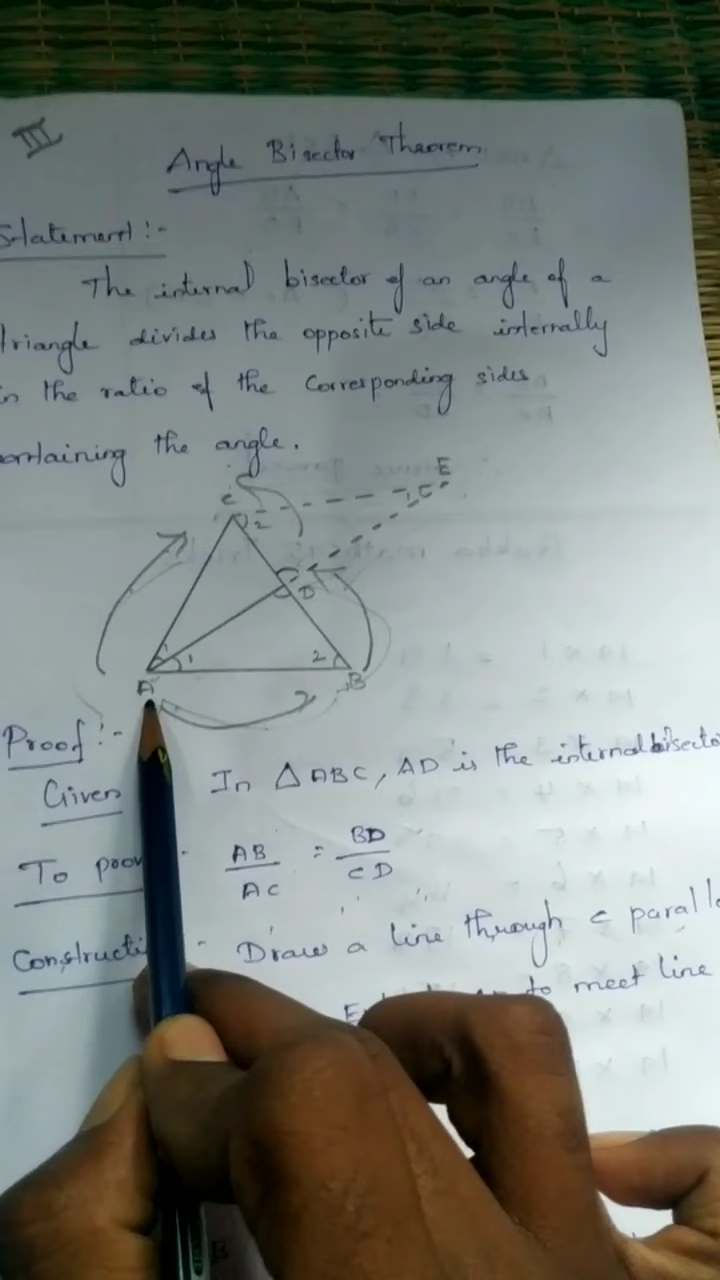 III
Angle Bisector Theorem
Statement :-
The internal bisector of an angle of a
triangle divides the opposite side internally
in the ratio of the corresponding sides
containing the angle.
E
C
2
D
1
2
A
B
Proof :-
Given In △ABC, AD is the internal bisector
To prove - AB/AC = BD/CD
Constructi - Draw a line through C paralle
to meet line